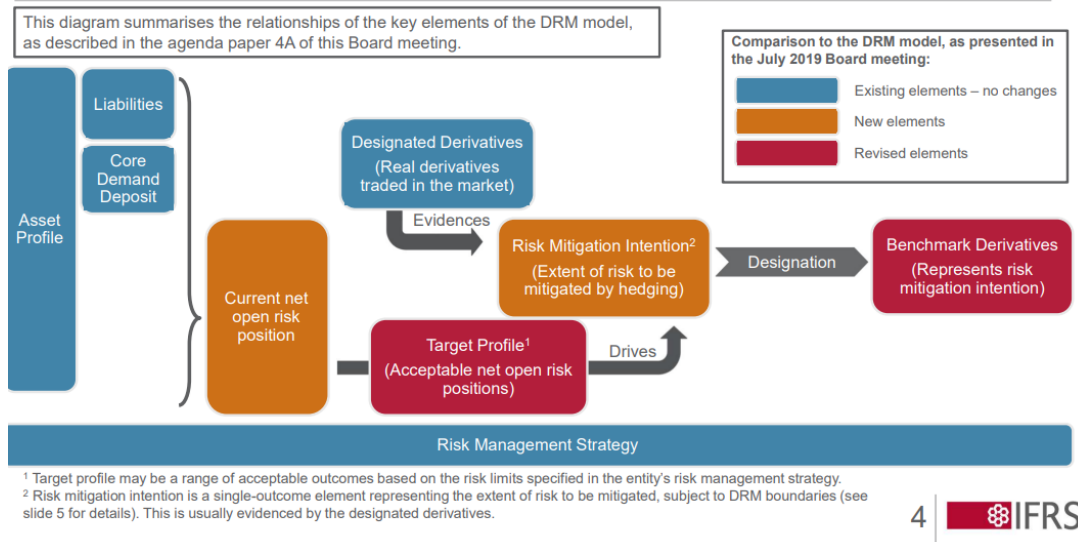 This diagram summarises the relationships of the key elements of the DRM model,
as described in the agenda paper 4A of this Board meeting.
Comparison to the DRM model, as presented in
the July 2019 Board meeting:
Existing elements – no changes
New elements
Revised elements
Asset
Profile
Liabilities
Core
Demand
Deposit
Current net
open risk
position
Designated Derivatives
(Real derivatives
traded in the market)
Evidences
Risk Mitigation Intention²
(Extent of risk to be
mitigated by hedging)
Target Profile¹
(Acceptable net open risk
positions)
Drives
Designation
Benchmark Derivatives
(Represents risk
mitigation intention)
Risk Management Strategy
¹ Target profile may be a range of acceptable outcomes based on the risk limits specified in the entity's risk management strategy.
² Risk mitigation intention is a single-outcome element representing the extent of risk to be mitigated, subject to DRM boundaries (see
slide 5 for details). This is usually evidenced by the designated derivatives.
4
IFRS